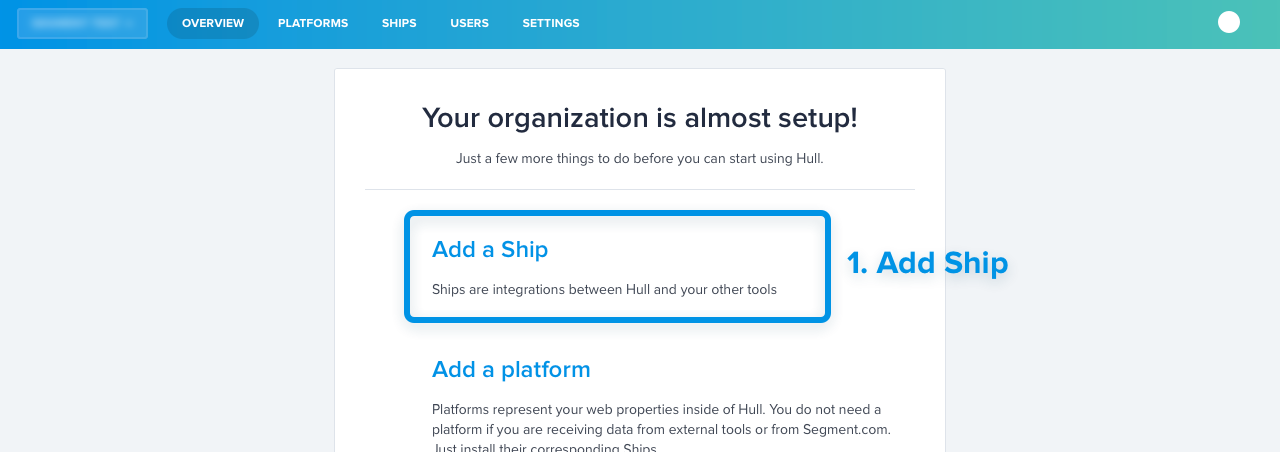 OVERVIEW PLATFORMS SHIPS USERS SETTINGS
Your organization is almost setup!
Just a few more things to do before you can start using Hull.
Add a Ship
1. Add Ship
Ships are integrations between Hull and your other tools
Add a platform
Platforms represent your web properties inside of Hull. You do not need a
platform if you are receiving data from external tools or from Segment.com.
Just install their corresponding Ships.